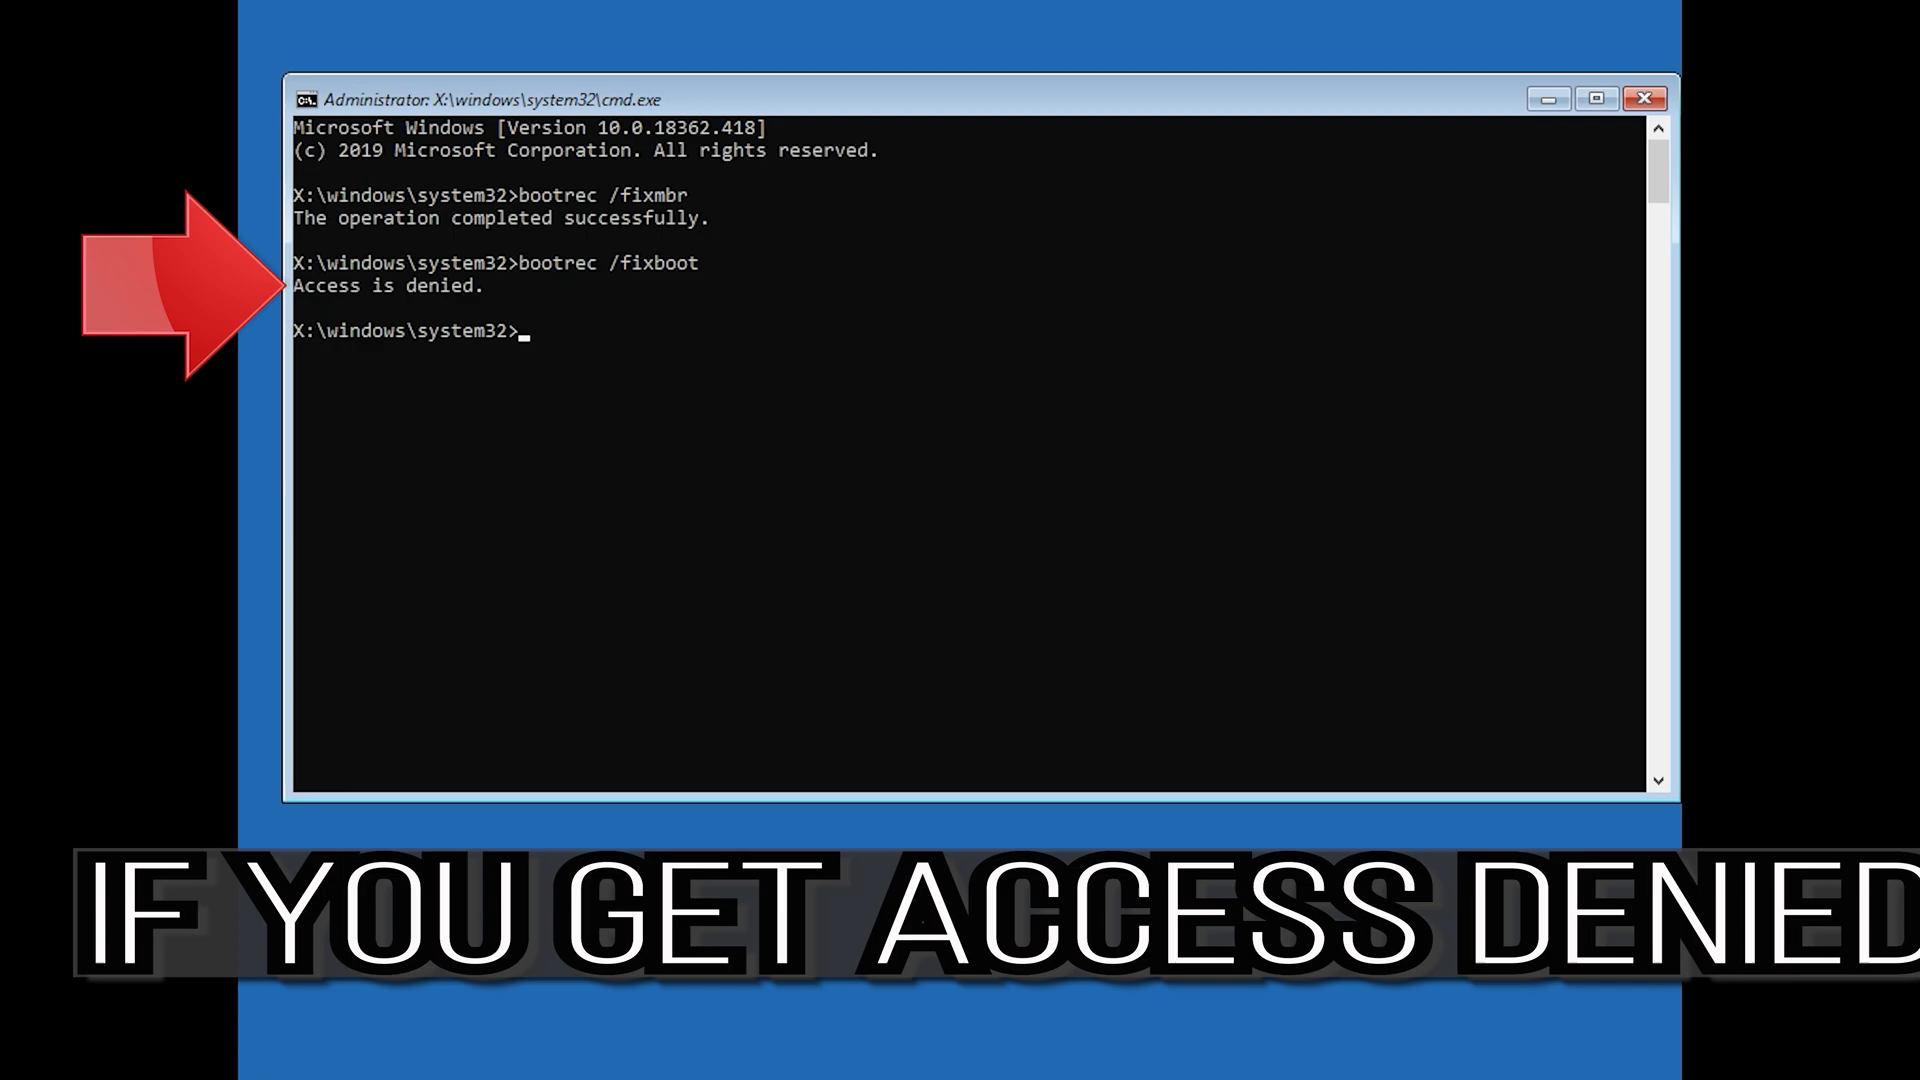 Administrator: X:\windows\system32\cmd.exe
Microsoft Windows [Version 10.0.18362.418]
(c) 2019 Microsoft Corporation. All rights reserved.
X:\windows\system32>bootrec /fixmbr
The operation completed successfully.
X:\windows\system32>bootrec /fixboot
Access is denied.
X:\windows\system32>
IF YOU GET ACCESS DENIED